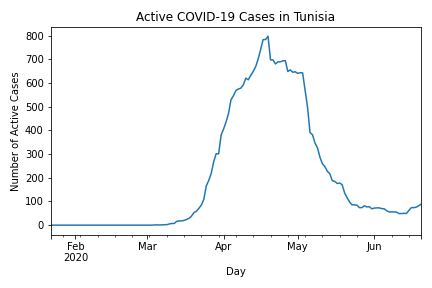 Active COVID-19 Cases in Tunisia
Number of Active Cases
800
700
600
500
400
300
200
100
0
Feb Mar Apr May Jun
2020
Day